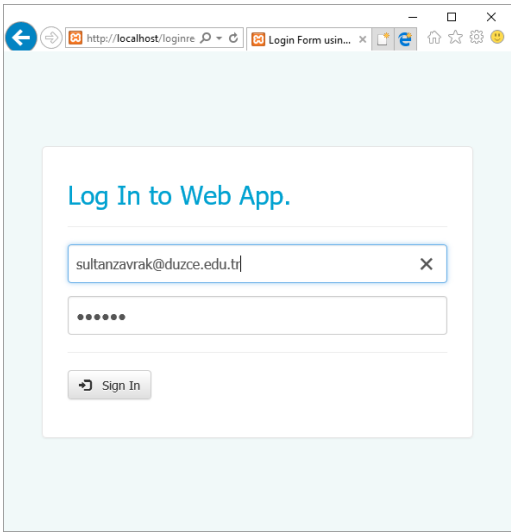 http://localhost/loginre
Login Form usin...
Log In to Web App.
sultanzavrak@duzce.edu.tr
••••••
Sign In